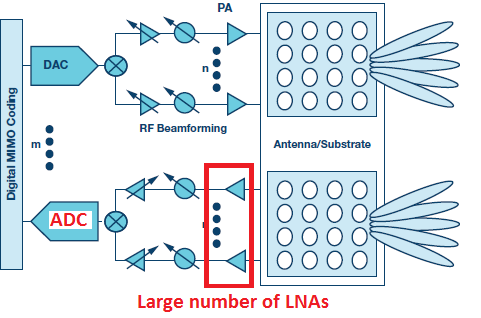 PA
DAC
n
RF Beamforming
Digital MIMO Coding
m
Antenna/Substrate
ADC
Large number of LNAs